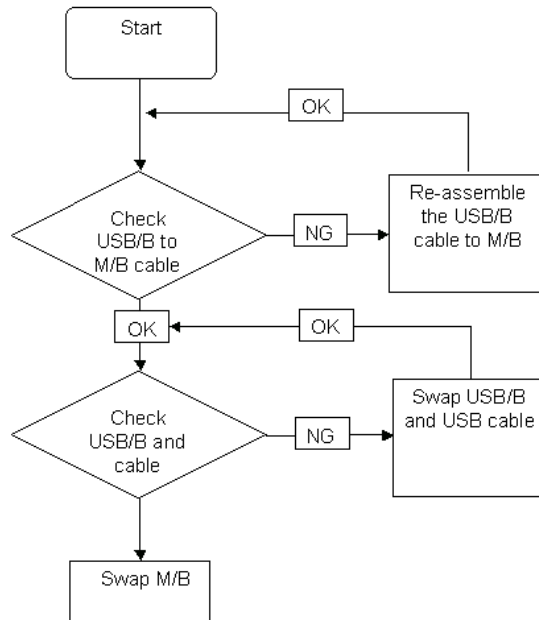 Start
OK
Check
USB/B to
M/B cable
NG
Re-assemble
the USB/B
cable to M/B
OK
OK
Check
USB/B and
cable
NG
Swap USB/B
and USB cable
Swap M/B